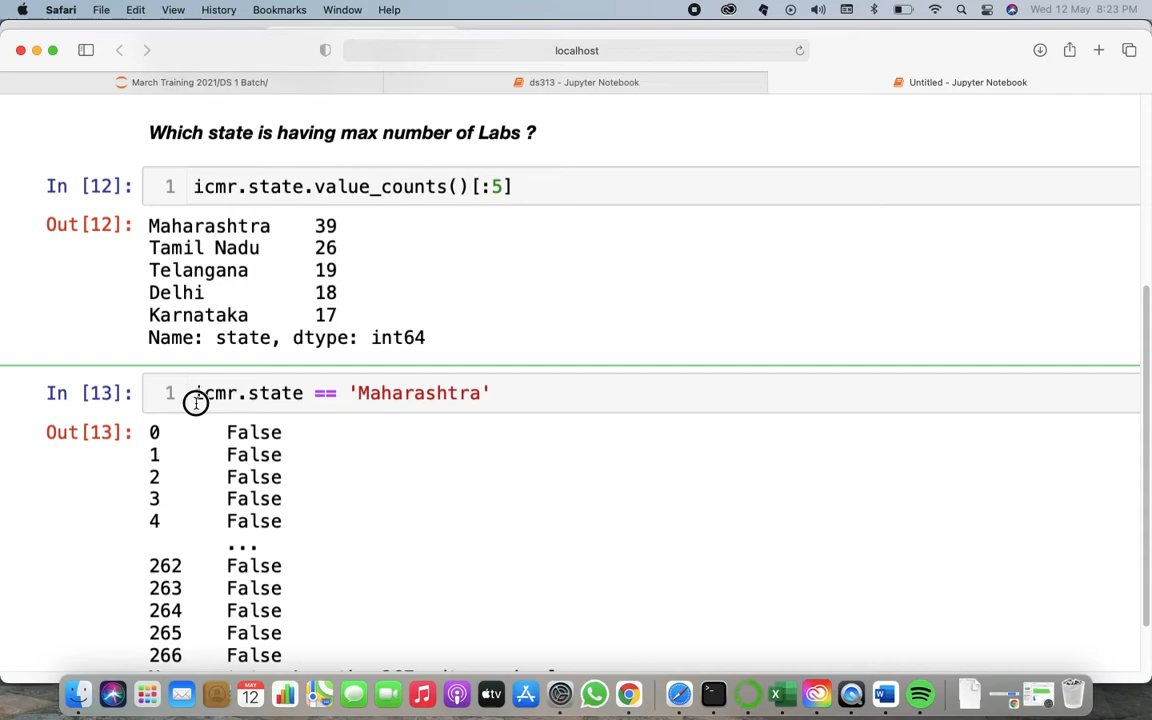 Safari File Edit View History Bookmarks Window Help Wed 12 May 8:23 PM
localhost
March Training 2021/DS 1 Batch/ ds313 - Jupyter Notebook Untitled - Jupyter Notebook
Which state is having max number of Labs ?
In [12]: 1 icmr.state.value_counts()[:5]
Out[12]: Maharashtra 39
Tamil Nadu 26
Telangana 19
Delhi 18
Karnataka 17
Name: state, dtype: int64
In [13]: 1 icmr.state == 'Maharashtra'
Out[13]: 0 False
1 False
2 False
3 False
4 False
...
262 False
263 False
264 False
265 False
266 False
MAY
12
tv